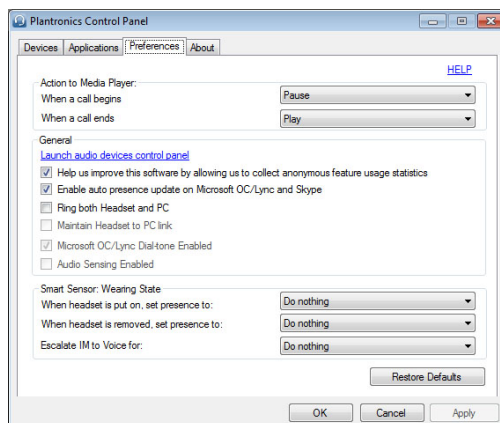 Plantronics Control Panel
Devices Applications Preferences About
HELP
Action to Media Player:
When a call begins Pause
When a call ends Play
General
Launch audio devices control panel
Help us improve this software by allowing us to collect anonymous feature usage statistics
Enable auto presence update on Microsoft OC/Lync and Skype
Ring both Headset and PC
Maintain Headset to PC link
Microsoft OC/Lync Dial-tone Enabled
Audio Sensing Enabled
Smart Sensor: Wearing State
When headset is put on, set presence to: Do nothing
When headset is removed, set presence to: Do nothing
Escalate IM to Voice for: Do nothing
Restore Defaults
OK Cancel Apply